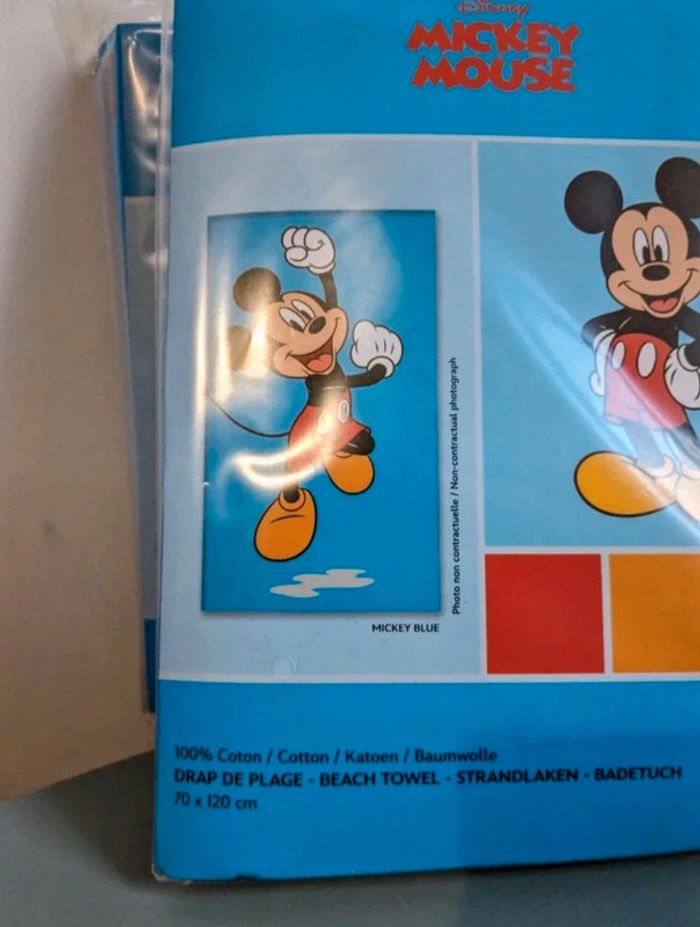 Disney
MICKEY
MOUSE
Photo non contractuelle / Non-contractual photograph
MICKEY BLUE
100% Coton / Cotton / Katoen / Baumwolle
DRAP DE PLAGE - BEACH TOWEL - STRANDLAKEN - BADETUCH
70 x 120 cm